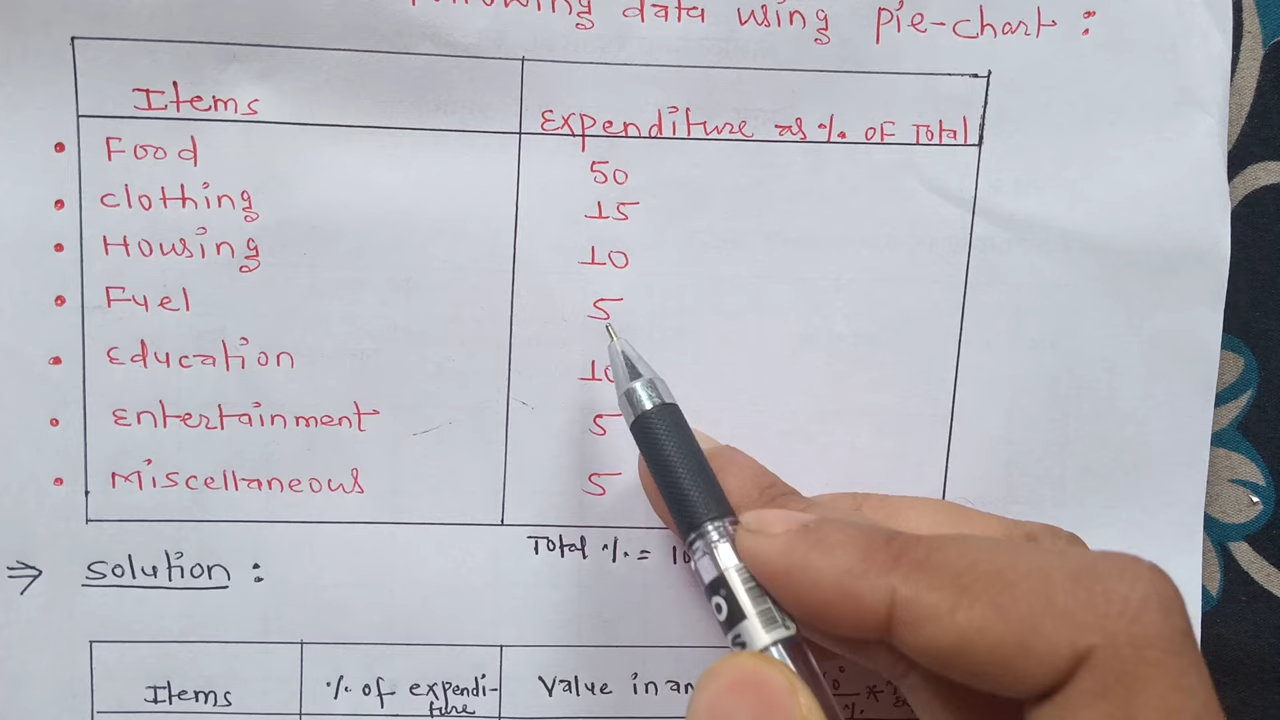 data using pie-chart :
Items Expenditure as % of Total
• Food 50
• clothing 15
• Housing 10
• Fuel 5
• Education 10
• Entertainment 5
• Miscellaneous 5
Total % =
⇒ Solution :
Items % of expendi- Value in
ture